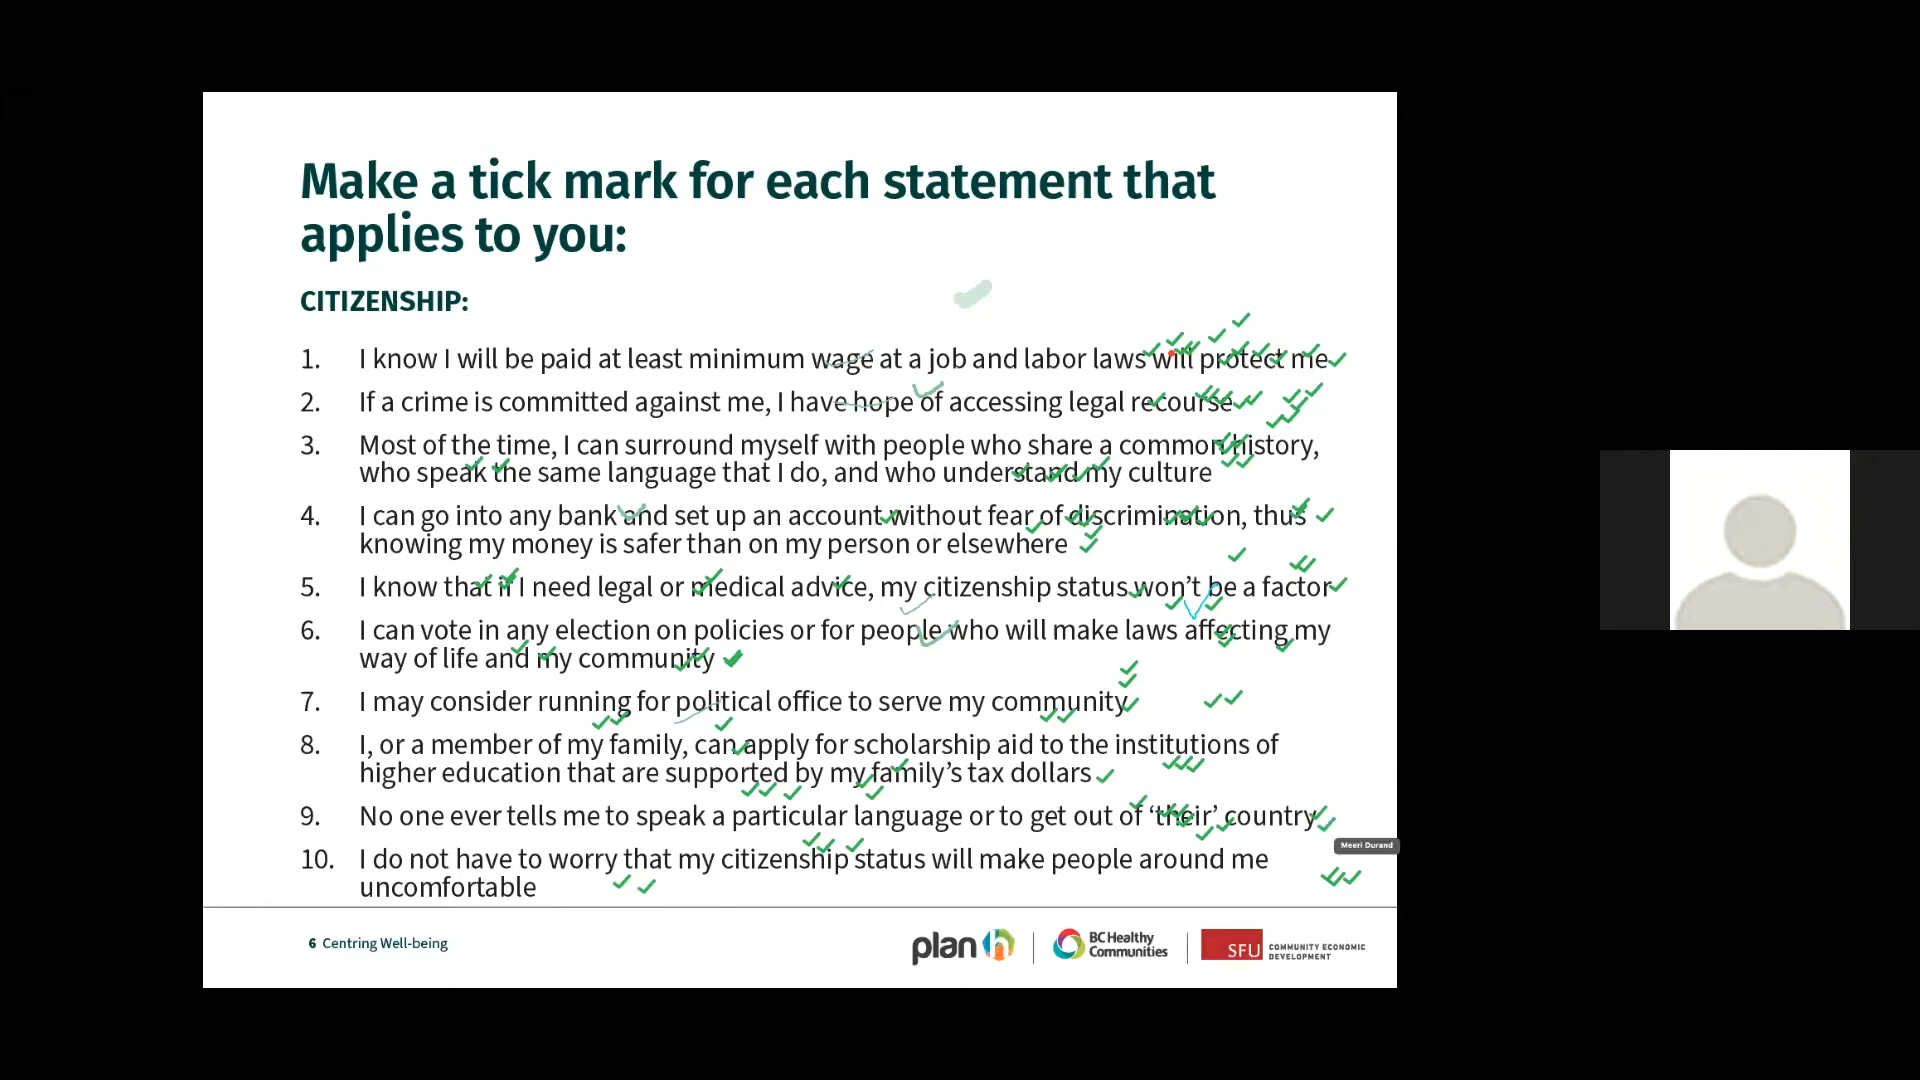 Make a tick mark for each statement that
applies to you:
CITIZENSHIP:
1. I know I will be paid at least minimum wage at a job and labor laws will protect me
2. If a crime is committed against me, I have hope of accessing legal recourse
3. Most of the time, I can surround myself with people who share a common history,
who speak the same language that I do, and who understand my culture
4. I can go into any bank and set up an account without fear of discrimination, thus
knowing my money is safer than on my person or elsewhere
5. I know that if I need legal or medical advice, my citizenship status won't be a factor
6. I can vote in any election on policies or for people who will make laws affecting my
way of life and my community
7. I may consider running for political office to serve my community
8. I, or a member of my family, can apply for scholarship aid to the institutions of
higher education that are supported by my family's tax dollars
9. No one ever tells me to speak a particular language or to get out of ‘their’ country
Meeri Durand
10. I do not have to worry that my citizenship status will make people around me
uncomfortable
6 Centring Well-being
plan h
BC Healthy
Communities
SFU
COMMUNITY ECONOMIC
DEVELOPMENT